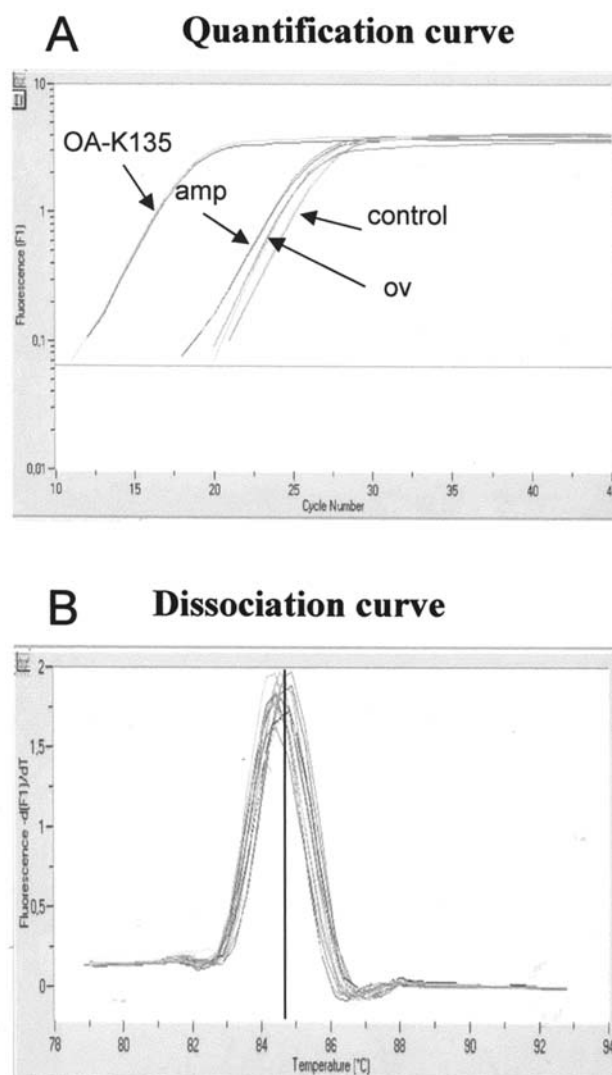 A Quantification curve
10
OA-K135
amp
control
1
ov
Fluorescence (F1)
0,1
0,01
10 15 20 25 30 35 40 4
Cycle Number
B Dissociation curve
2
1,5
1
0,5
0
Fluorescence -d(F1)/dT
78 80 82 84 86 88 90 92 94
Temperature [°C]